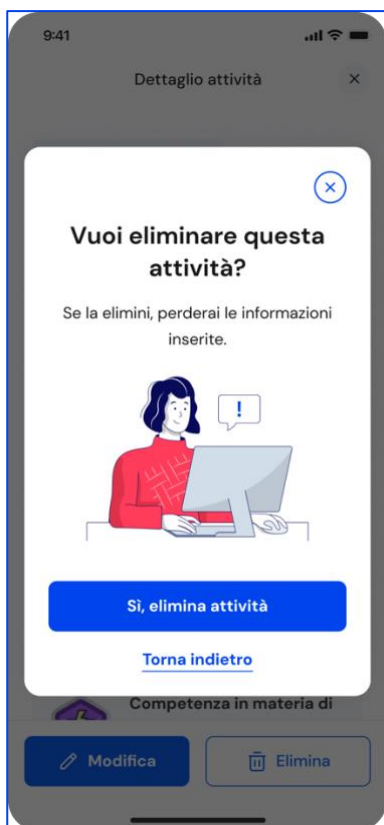 9:41
Dettaglio attività
Vuoi eliminare questa
attività?
Se la elimini, perderai le informazioni
inserite.
!
Sì, elimina attività
Torna indietro
Competenza in materia di
Modifica
Elimina